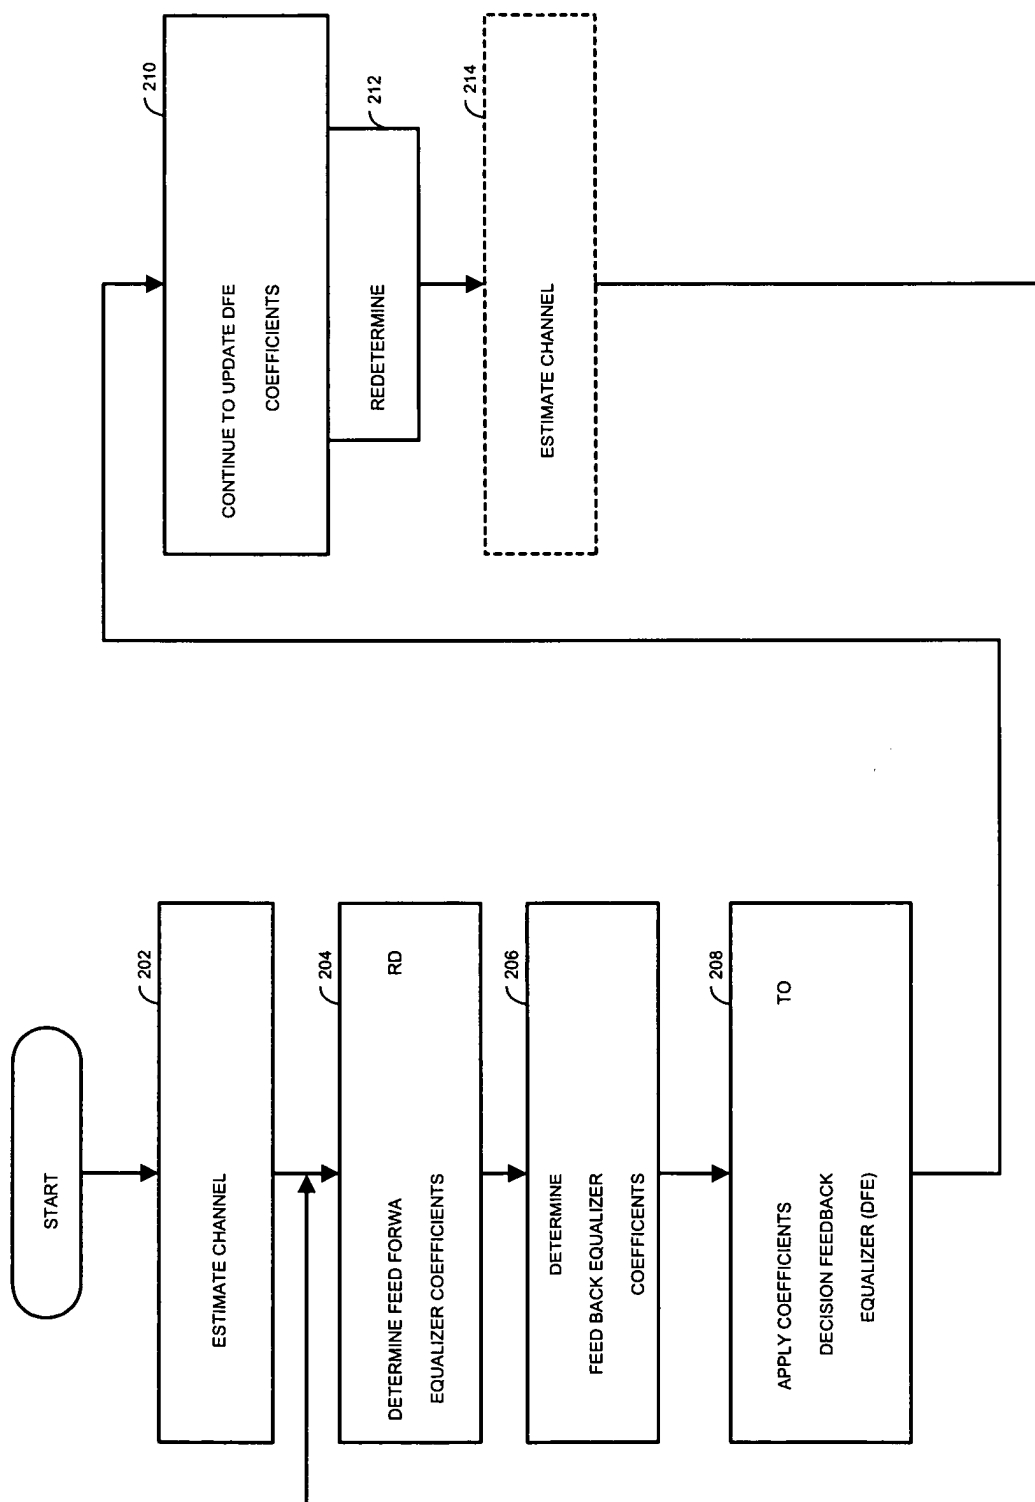 START
202
ESTIMATE CHANNEL
204
DETERMINE FEED FORWA RD
EQUALIZER COEFFICIENTS
206
DETERMINE
FEED BACK EQUALIZER
COEFFICENTS
208
APPLY COEFFICIENTS TO
DECISION FEEDBACK
EQUALIZER (DFE)
210
CONTINUE TO UPDATE DFE
COEFFICIENTS
212
REDETERMINE
214
ESTIMATE CHANNEL